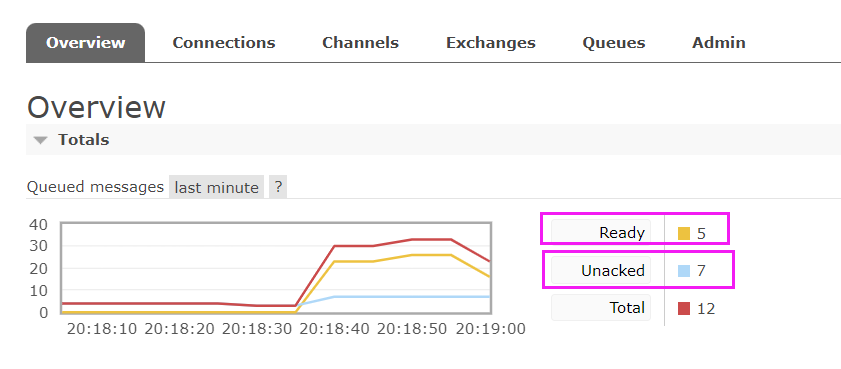 Overview Connections Channels Exchanges Queues Admin
Overview
Totals
Queued messages last minute ?
40
30
20
10
0
20:18:10 20:18:20 20:18:30 20:18:40 20:18:50 20:19:00
Ready 5
Unacked 7
Total 12